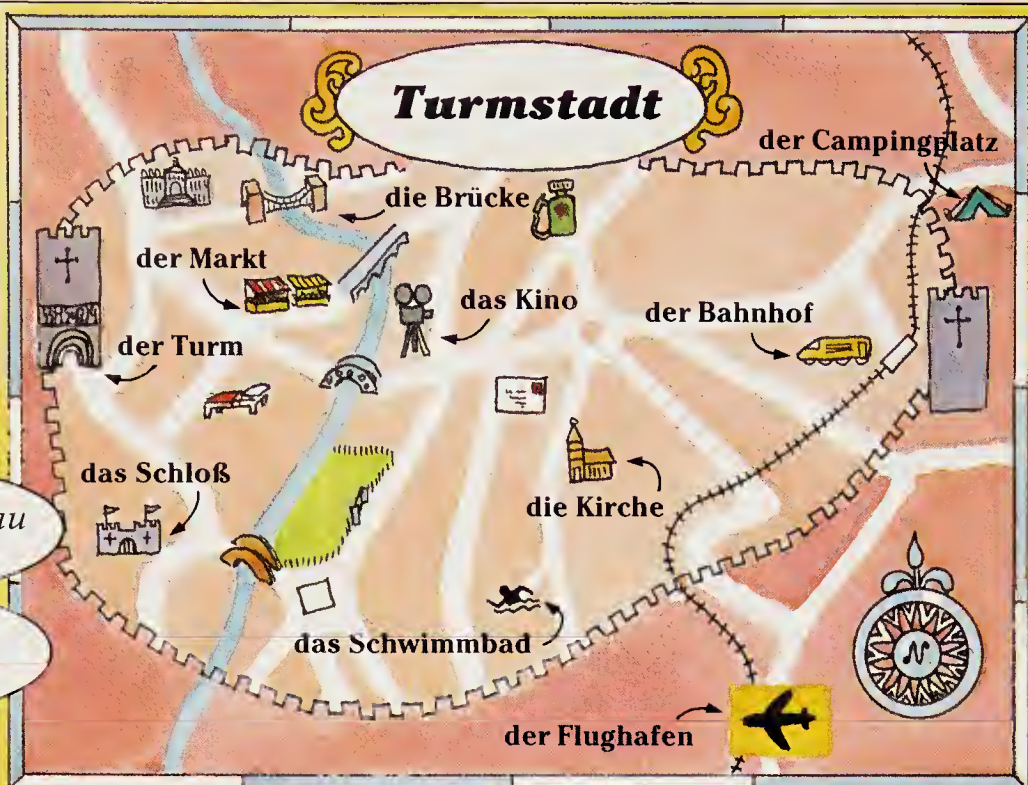 Turmstadt
der Campingplatz
die Brücke
der Markt
das Kino
der Bahnhof
der Turm
das Schloß
die Kirche
das Schwimmbad
N
der Flughafen